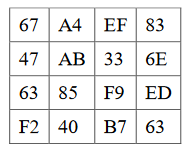 67 A4 EF 83
47 AB 33 6E
63 85 F9 ED
F2 40 B7 63